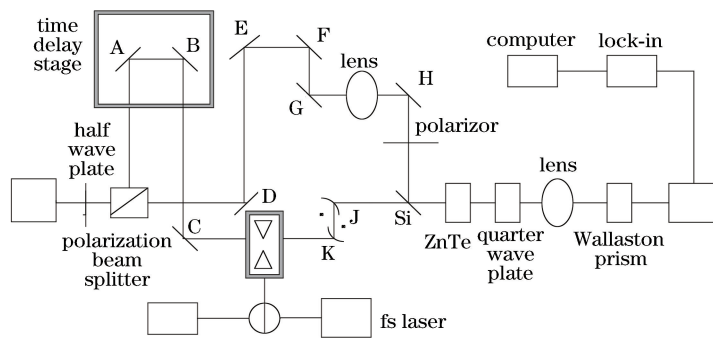 time
delay
stage
A
B
E
F
lens
G
H
computer
lock-in
polarizor
half
wave
plate
lens
D
J
Si
C
K
ZnTe
quarter
wave
plate
Wallaston
prism
polarization
beam
splitter
fs laser